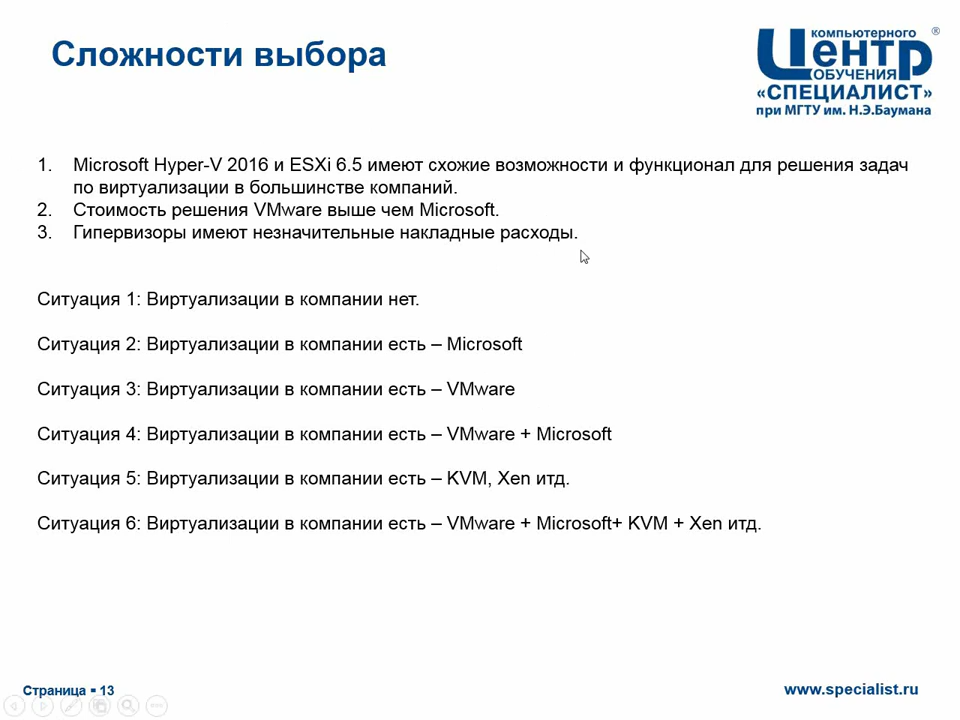 Сложности выбора
компьютерного
Центр
ОБУЧЕНИЯ
«СПЕЦИАЛИСТ»
при МГТУ им. Н.Э.Баумана
®
1. Microsoft Hyper-V 2016 и ESXi 6.5 имеют схожие возможности и функционал для решения задач
по виртуализации в большинстве компаний.
2. Стоимость решения VMware выше чем Microsoft.
3. Гипервизоры имеют незначительные накладные расходы.
Ситуация 1: Виртуализации в компании нет.
Ситуация 2: Виртуализации в компании есть – Microsoft
Ситуация 3: Виртуализации в компании есть – VMware
Ситуация 4: Виртуализации в компании есть – VMware + Microsoft
Ситуация 5: Виртуализации в компании есть – KVM, Xen итд.
Ситуация 6: Виртуализации в компании есть – VMware + Microsoft+ KVM + Xen итд.
Страница ▪ 13
www.specialist.ru